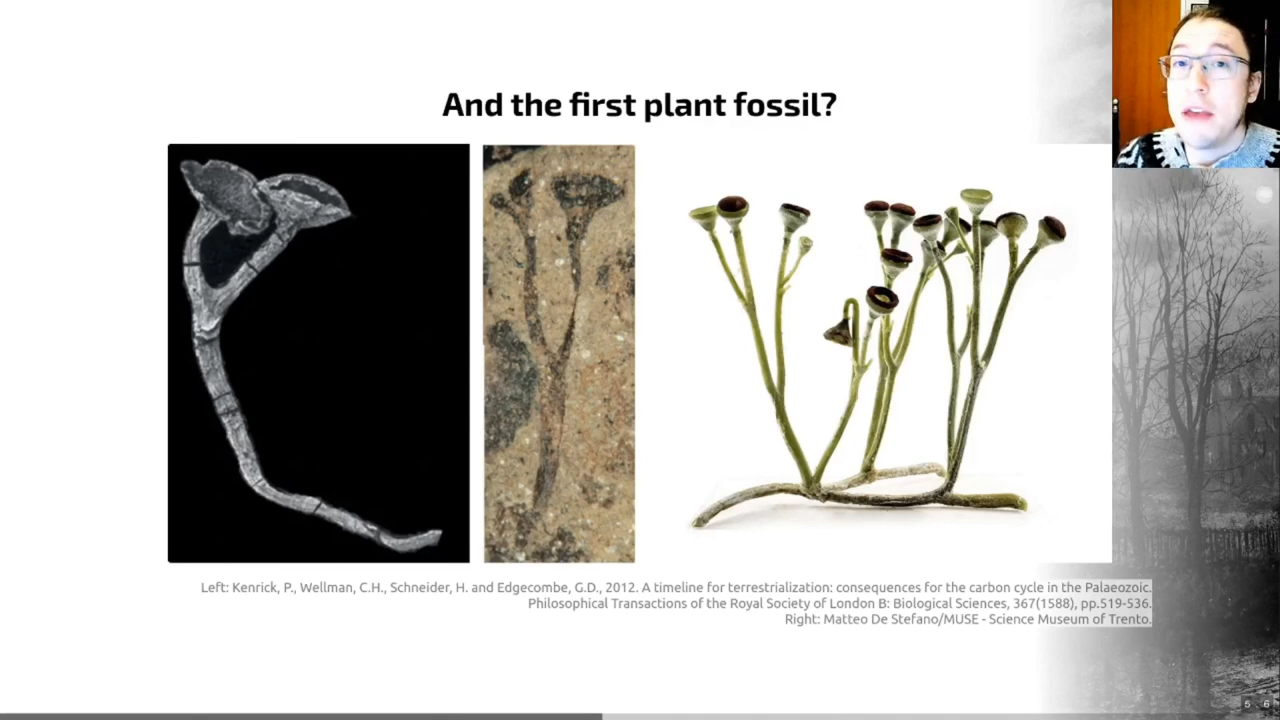 And the first plant fossil?
Left: Kenrick, P., Wellman, C.H., Schneider, H. and Edgecombe, G.D., 2012. A timeline for terrestrialization: consequences for the carbon cycle in the Palaeozoic.
Philosophical Transactions of the Royal Society of London B: Biological Sciences, 367(1588), pp.519-536.
Right: Matteo De Stefano/MUSE - Science Museum of Trento.
5 6